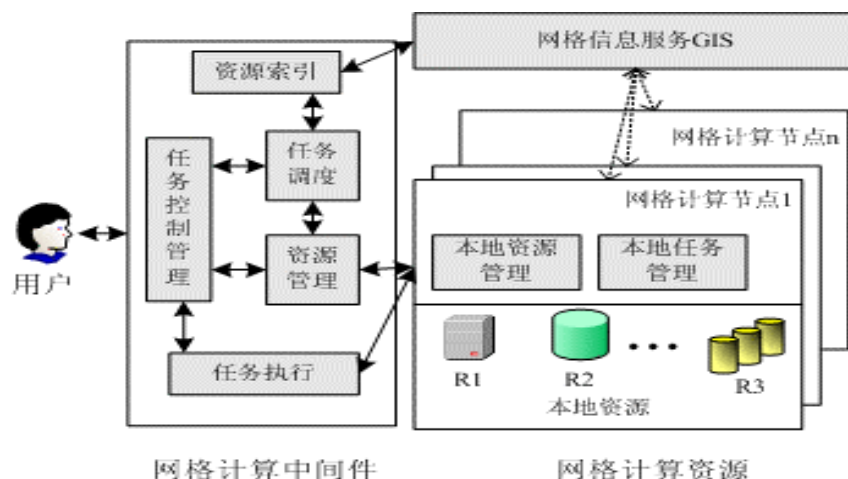 网格信息服务GIS
资源索引
任务控制管理
任务
调度
资源
管理
任务执行
用户
网格计算节点n
网格计算节点1
本地资源
管理
本地任务
管理
R1
R2
R3
本地资源
网格计算中间件
网格计算资源